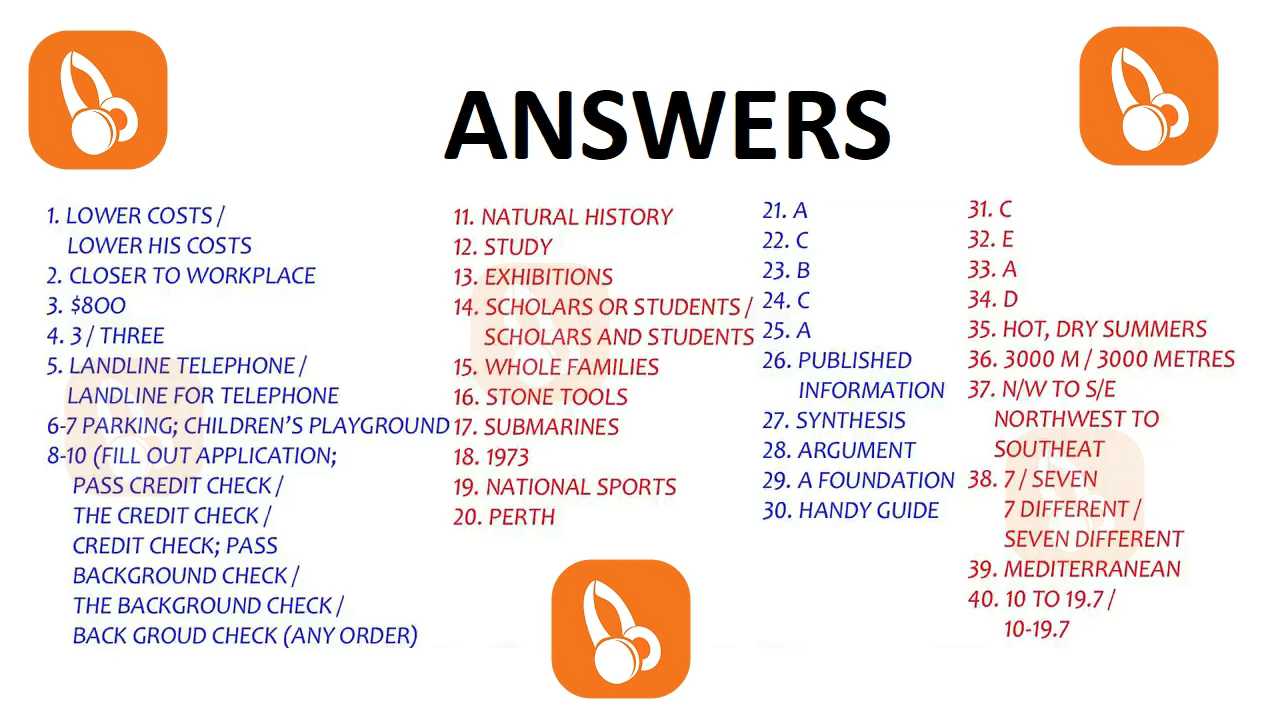 ANSWERS
1. LOWER COSTS /
LOWER HIS COSTS
2. CLOSER TO WORKPLACE
3. $800
4. 3 / THREE
5. LANDLINE TELEPHONE /
LANDLINE FOR TELEPHONE
6-7 PARKING; CHILDREN'S PLAYGROUND
8-10 (FILL OUT APPLICATION;
PASS CREDIT CHECK /
THE CREDIT CHECK /
CREDIT CHECK; PASS
BACKGROUND CHECK /
THE BACKGROUND CHECK /
BACK GROUD CHECK (ANY ORDER)
11. NATURAL HISTORY
12. STUDY
13. EXHIBITIONS
14. SCHOLARS OR STUDENTS /
SCHOLARS AND STUDENTS
15. WHOLE FAMILIES
16. STONE TOOLS
17. SUBMARINES
18. 1973
19. NATIONAL SPORTS
20. PERTH
21. A
22. C
23. B
24. C
25. A
26. PUBLISHED
INFORMATION
27. SYNTHESIS
28. ARGUMENT
29. A FOUNDATION
30. HANDY GUIDE
31. C
32. E
33. A
34. D
35. HOT, DRY SUMMERS
36. 3000 M / 3000 METRES
37. N/W TO S/E
NORTHWEST TO
SOUTHEAT
38. 7 / SEVEN
7 DIFFERENT /
SEVEN DIFFERENT
39. MEDITERRANEAN
40. 10 TO 19.7 /
10-19.7